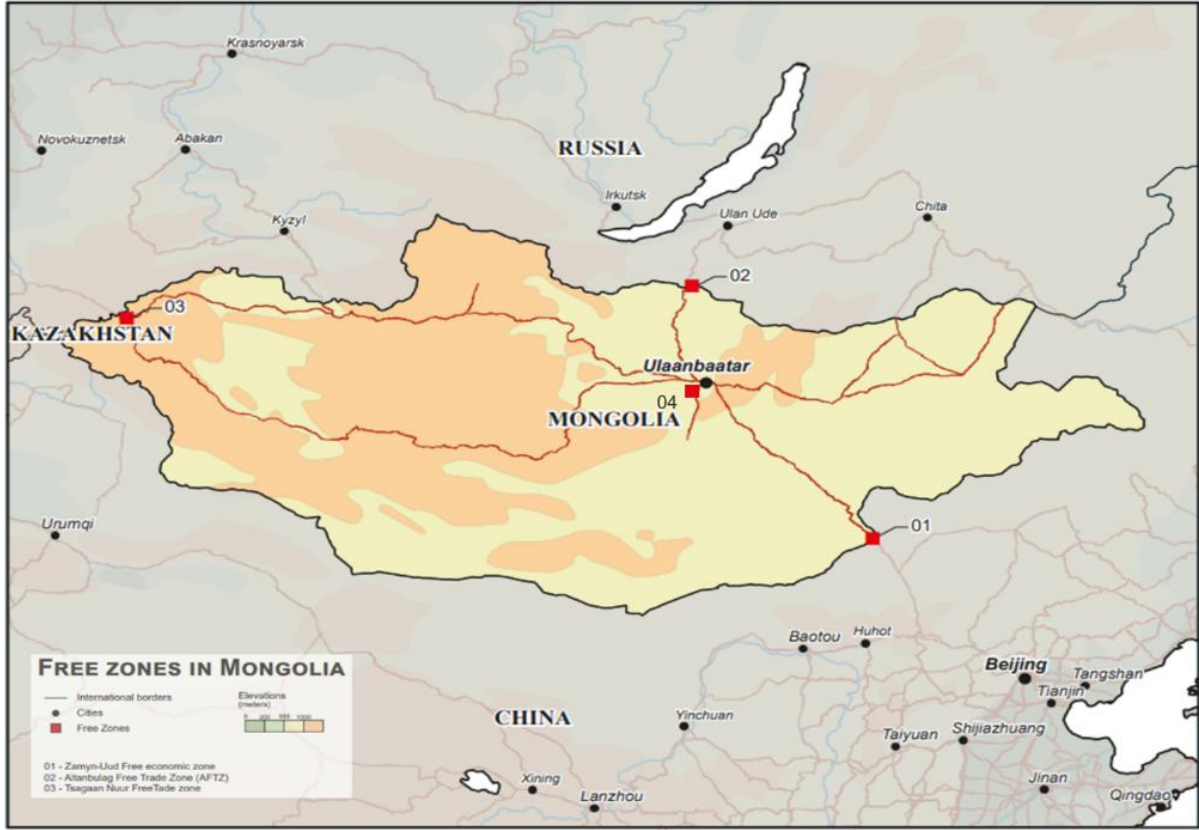 Krasnoyarsk
Novokuznetsk
Abakan
RUSSIA
Irkutsk
Kyzyl
Ulan Ude
Chita
02
03
KAZAKHSTAN
Ulaanbaatar
04
MONGOLIA
Urumqi
01
Baotou
Huhot
Beijing
Tangshan
Tianjin
CHINA
Yinchuan
Taiyuan
Shijiazhuang
Xining
Jinan
Lanzhou
Qingdao
FREE ZONES IN MONGOLIA
International borders
Cities
Free Zones
Elevations
(meters)
0 200 1000
01 - Zamyn-Uud Free economic zone
02 - Altanbulag Free Trade Zone (AFTZ)
03 - Tsagaan Nuur FreeTade zone